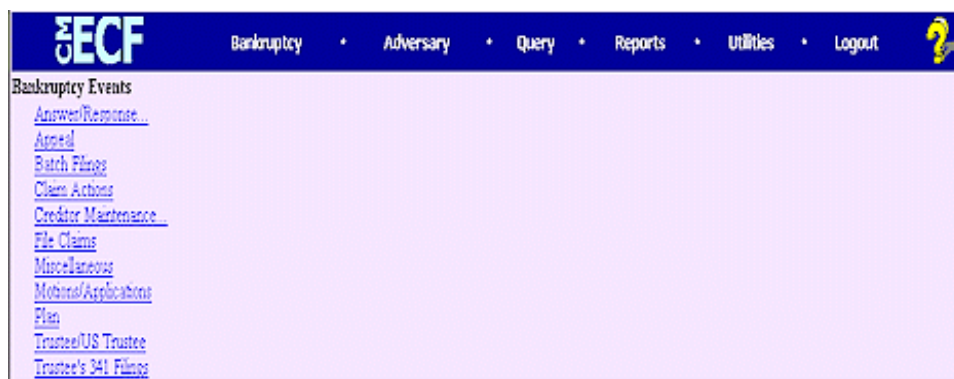 CM ECF Bankruptcy • Adversary • Query • Reports • Utilities • Logout ?
Bankruptcy Events
Answer/Response...
Appeal
Batch Filings
Claim Actions
Creditor Maintenance...
File Claims
Miscellaneous
Motions/Applications
Plan
Trustee/US Trustee
Trustee's 341 Filings